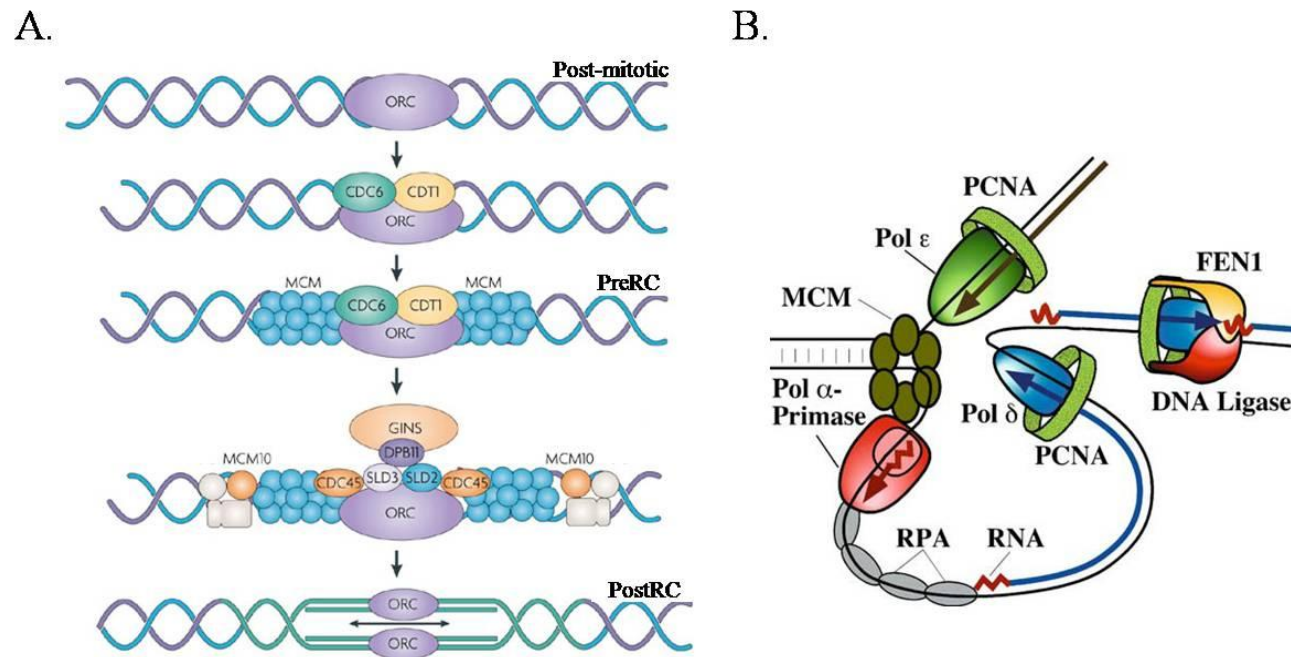 A.
Post-mitotic
ORC
CDC6 CDT1
ORC
MCM MCM
PreRC
CDC6 CDT1
ORC
GINS
DPB11
MCM10 MCM10
CDC45 SLD3 SLD2 CDC45
ORC
PostRC
ORC
ORC
B.
PCNA
Pol ε
FEN1
MCM
Pol α-
Primase
Pol δ
DNA Ligase
PCNA
RPA RNA